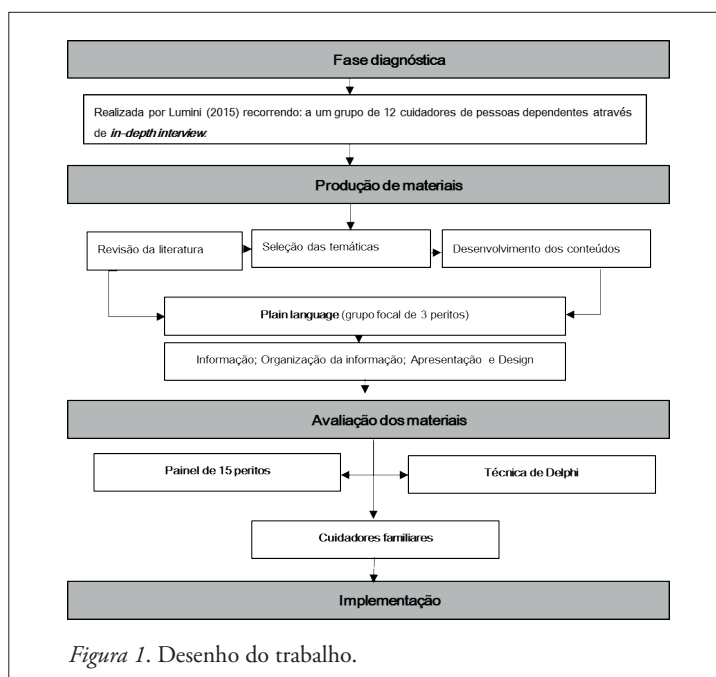 Fase diagnóstica
Realizada por Lumini (2015) recorrendo: a um grupo de 12 cuidadores de pessoas dependentes através
de in-depth interview.
Produção de materiais
Revisão da literatura
Seleção das temáticas
Desenvolvimento dos conteúdos
Plain language (grupo focal de 3 peritos)
Informação; Organização da informação; Apresentação e Design
Avaliação dos materiais
Painel de 15 peritos
Técnica de Delphi
Cuidadores familiares
Implementação
Figura 1. Desenho do trabalho.